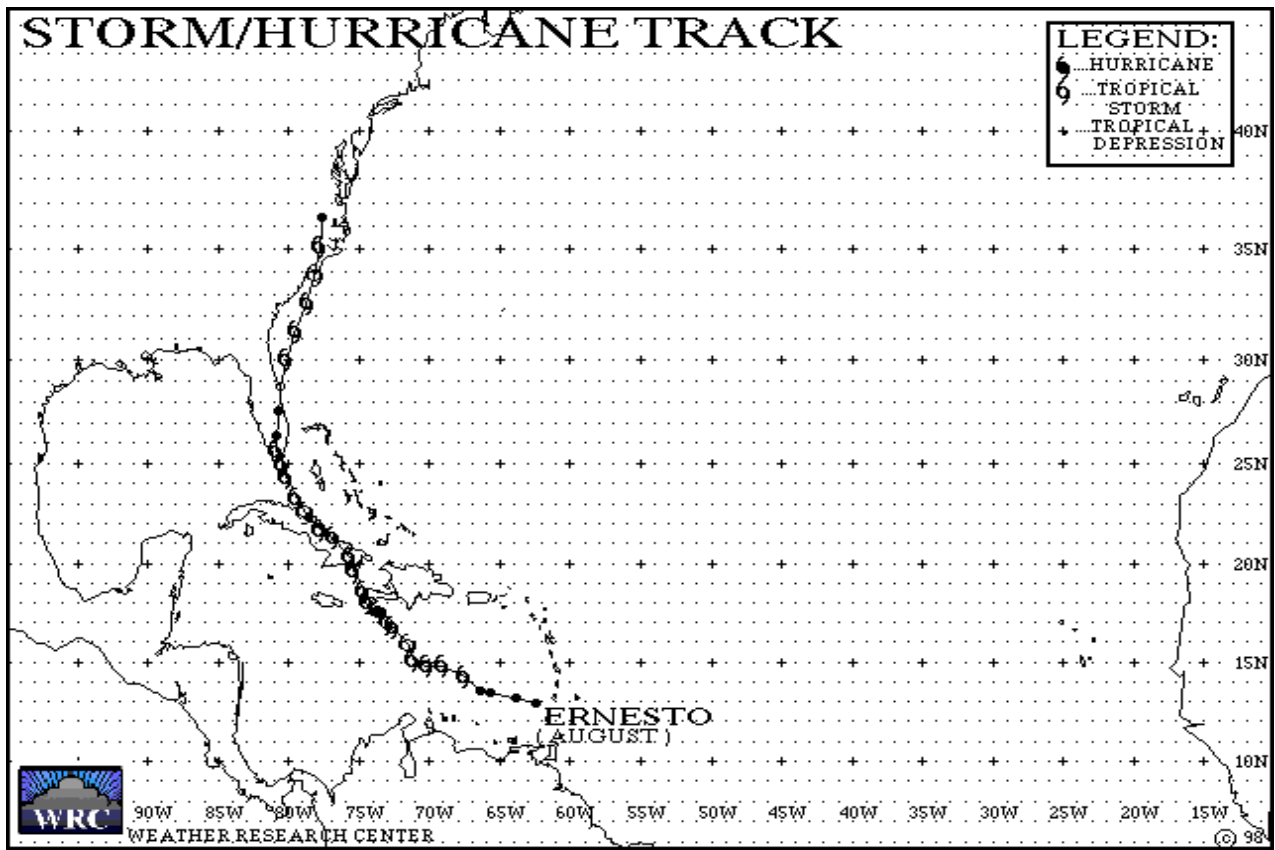 STORM/HURRICANE TRACK
LEGEND:
....HURRICANE
...TROPICAL
STORM
...TROPICAL
DEPRESSION
40N
35N
30N
25N
20N
15N
ERNESTO
( AUGUST )
10N
WRC
90W 85W 80W 75W 70W 65W 60W 55W 50W 45W 40W 35W 30W 25W 20W 15W
WEATHER RESEARCH CENTER
© 98